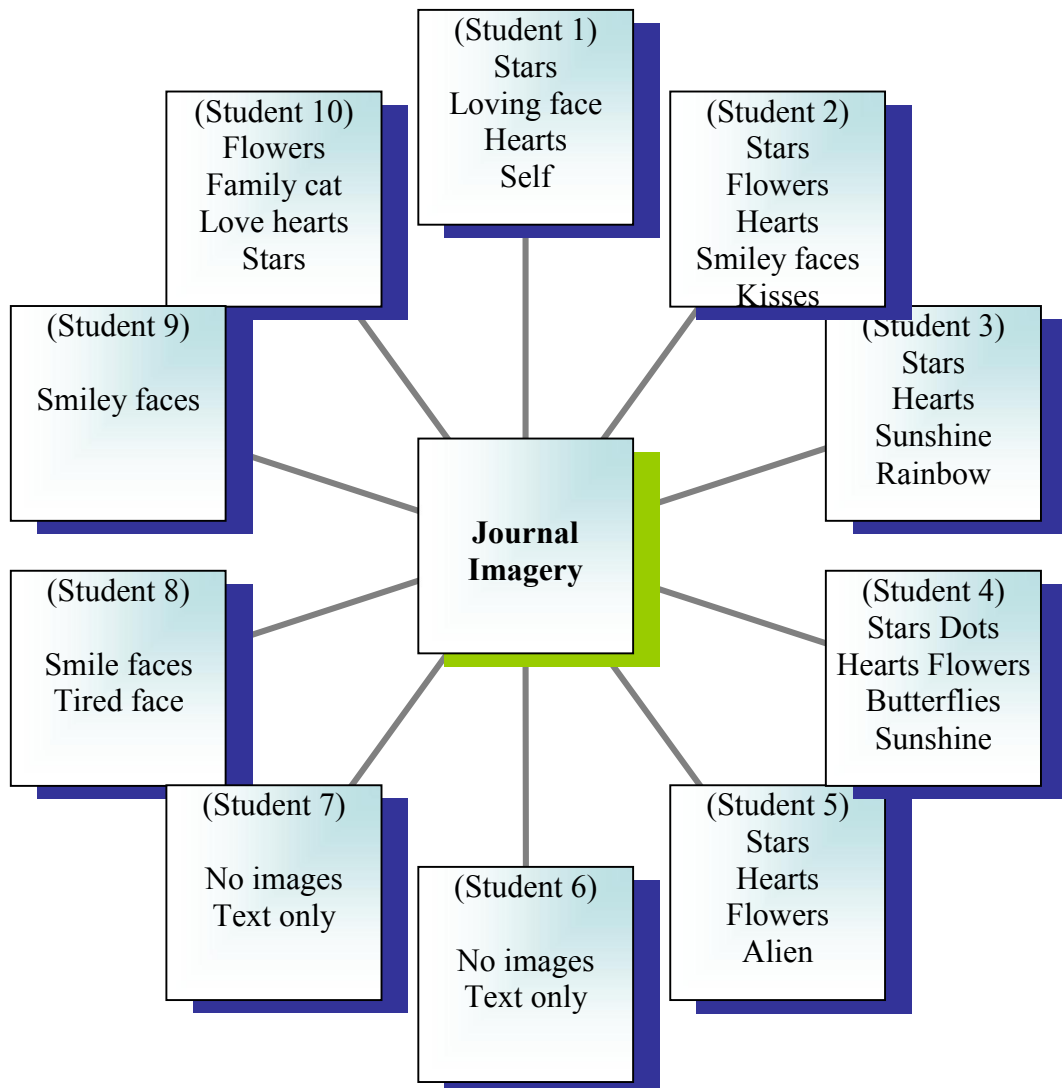 (Student 1)
Stars
Loving face
Hearts
Self
(Student 2)
Stars
Flowers
Hearts
Smiley faces
Kisses
(Student 3)
Stars
Hearts
Sunshine
Rainbow
(Student 4)
Stars Dots
Hearts Flowers
Butterflies
Sunshine
(Student 5)
Stars
Hearts
Flowers
Alien
(Student 6)
No images
Text only
(Student 7)
No images
Text only
(Student 8)
Smile faces
Tired face
(Student 9)
Smiley faces
(Student 10)
Flowers
Family cat
Love hearts
Stars
Journal
Imagery